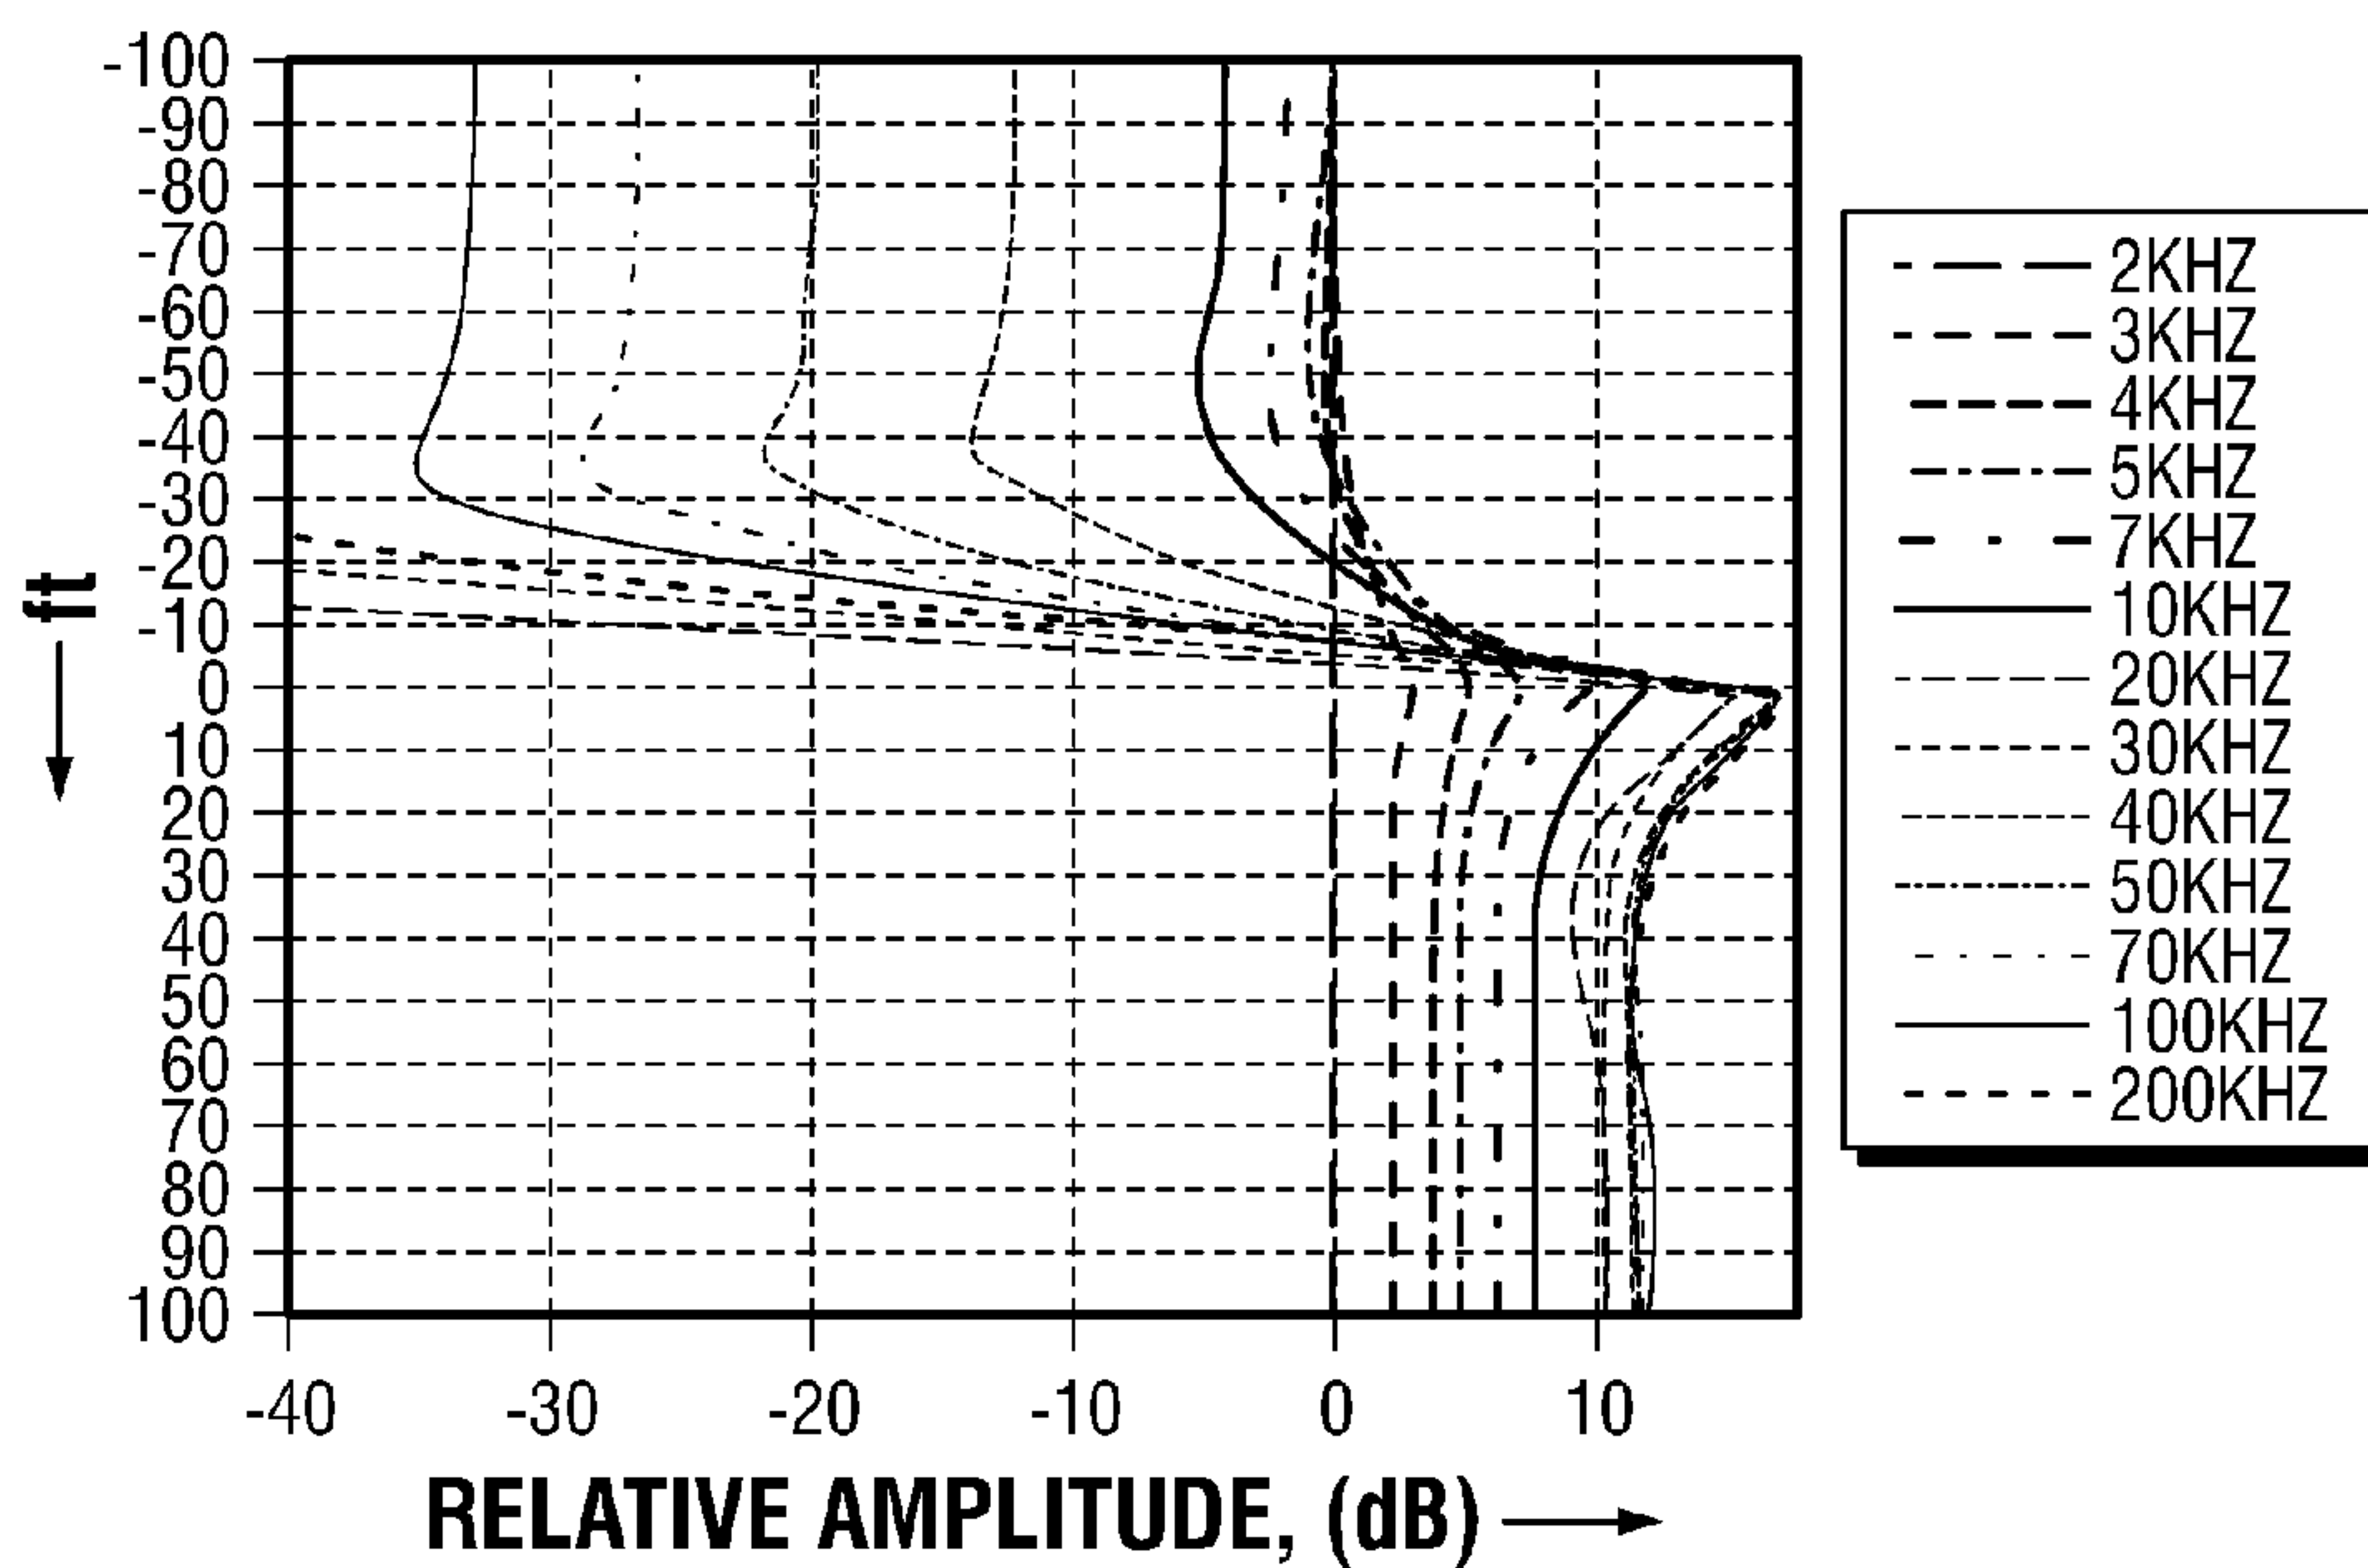 ft
-100
-90
-80
-70
-60
-50
-40
-30
-20
-10
0
10
20
30
40
50
60
70
80
90
100
-40 -30 -20 -10 0 10
RELATIVE AMPLITUDE, (dB)
2KHZ
3KHZ
4KHZ
5KHZ
7KHZ
10KHZ
20KHZ
30KHZ
40KHZ
50KHZ
70KHZ
100KHZ
200KHZ